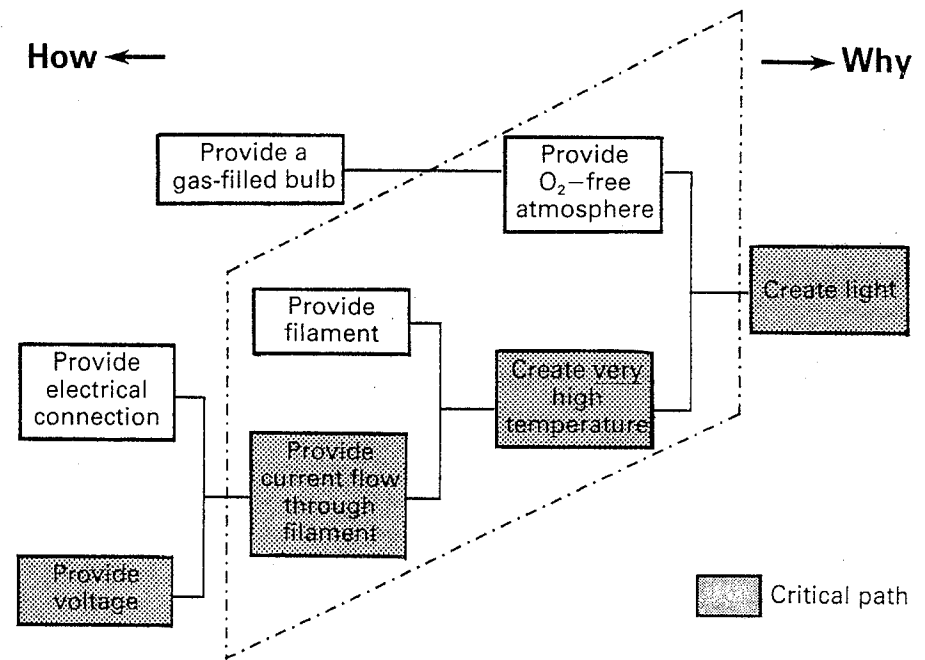 How
Why
Provide a
gas-filled bulb
Provide
O₂–free
atmosphere
Create light
Provide
filament
Provide
electrical
connection
Create very
high
temperature
Provide
current flow
through
filament
Provide
voltage
Critical path